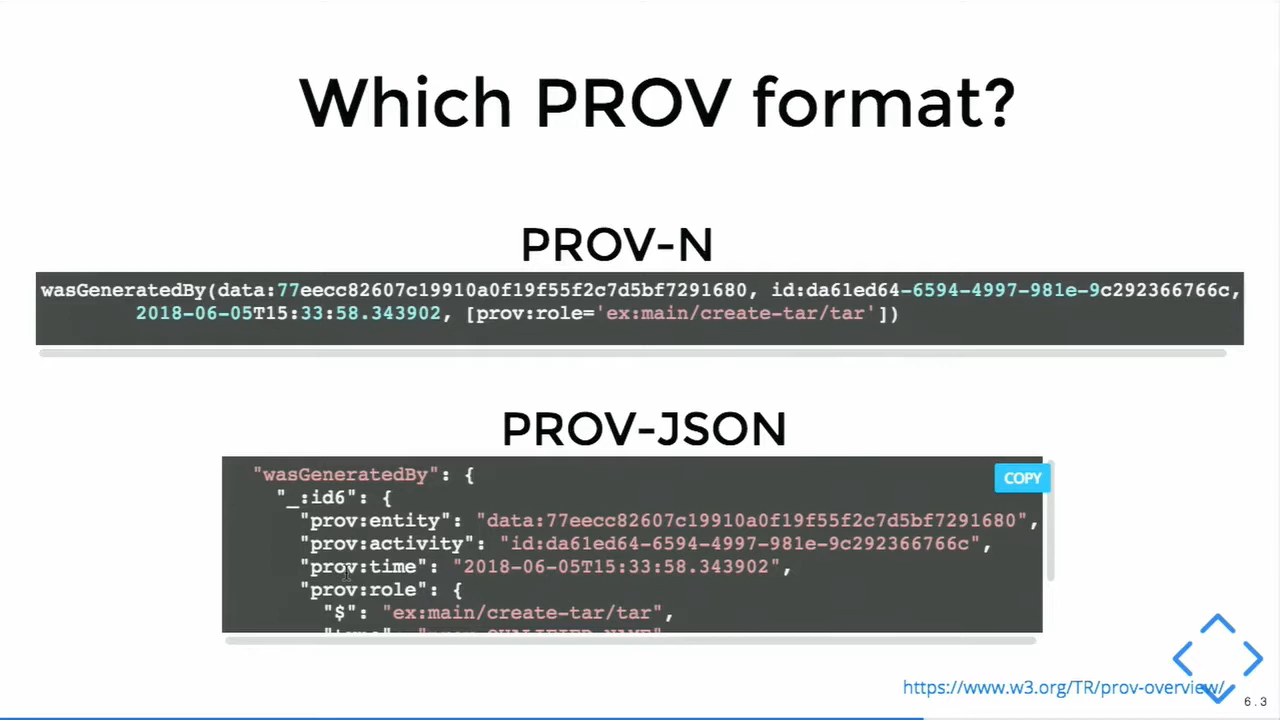 Which PROV format?
PROV-N
wasGeneratedBy(data:77eecc82607c19910a0f19f55f2c7d5bf7291680, id:da61ed64-6594-4997-981e-9c292366766c,
2018-06-05T15:33:58.343902, [prov:role='ex:main/create-tar/tar'])
PROV-JSON
"wasGeneratedBy": {
COPY
"_:id6": {
"prov:entity": "data:77eecc82607c19910a0f19f55f2c7d5bf7291680",
"prov:activity": "id:da61ed64-6594-4997-981e-9c292366766c",
"prov:time": "2018-06-05T15:33:58.343902",
"prov:role": {
"$": "ex:main/create-tar/tar",
https://www.w3.org/TR/prov-overview/
6.3